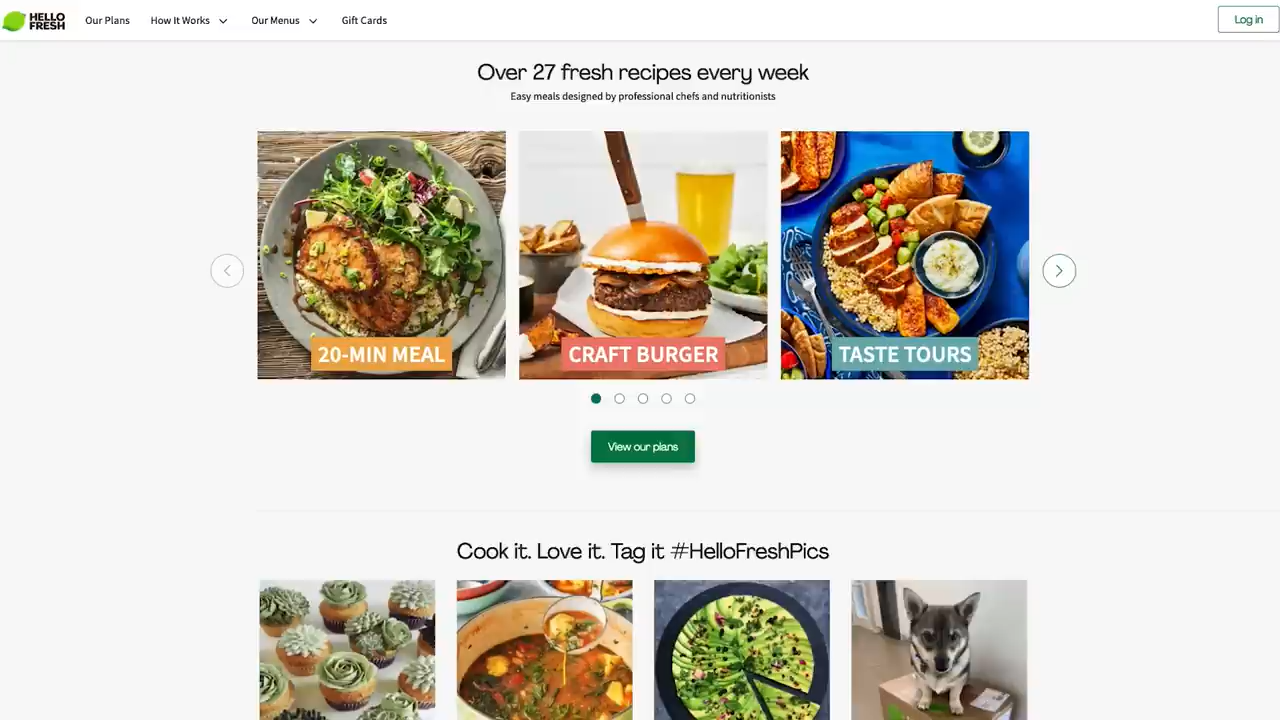 HELLO
FRESH
Our Plans
How It Works
Our Menus
Gift Cards
Log in
Over 27 fresh recipes every week
Easy meals designed by professional chefs and nutritionists
20-MIN MEAL
CRAFT BURGER
TASTE TOURS
View our plans
Cook it. Love it. Tag it #HelloFreshPics